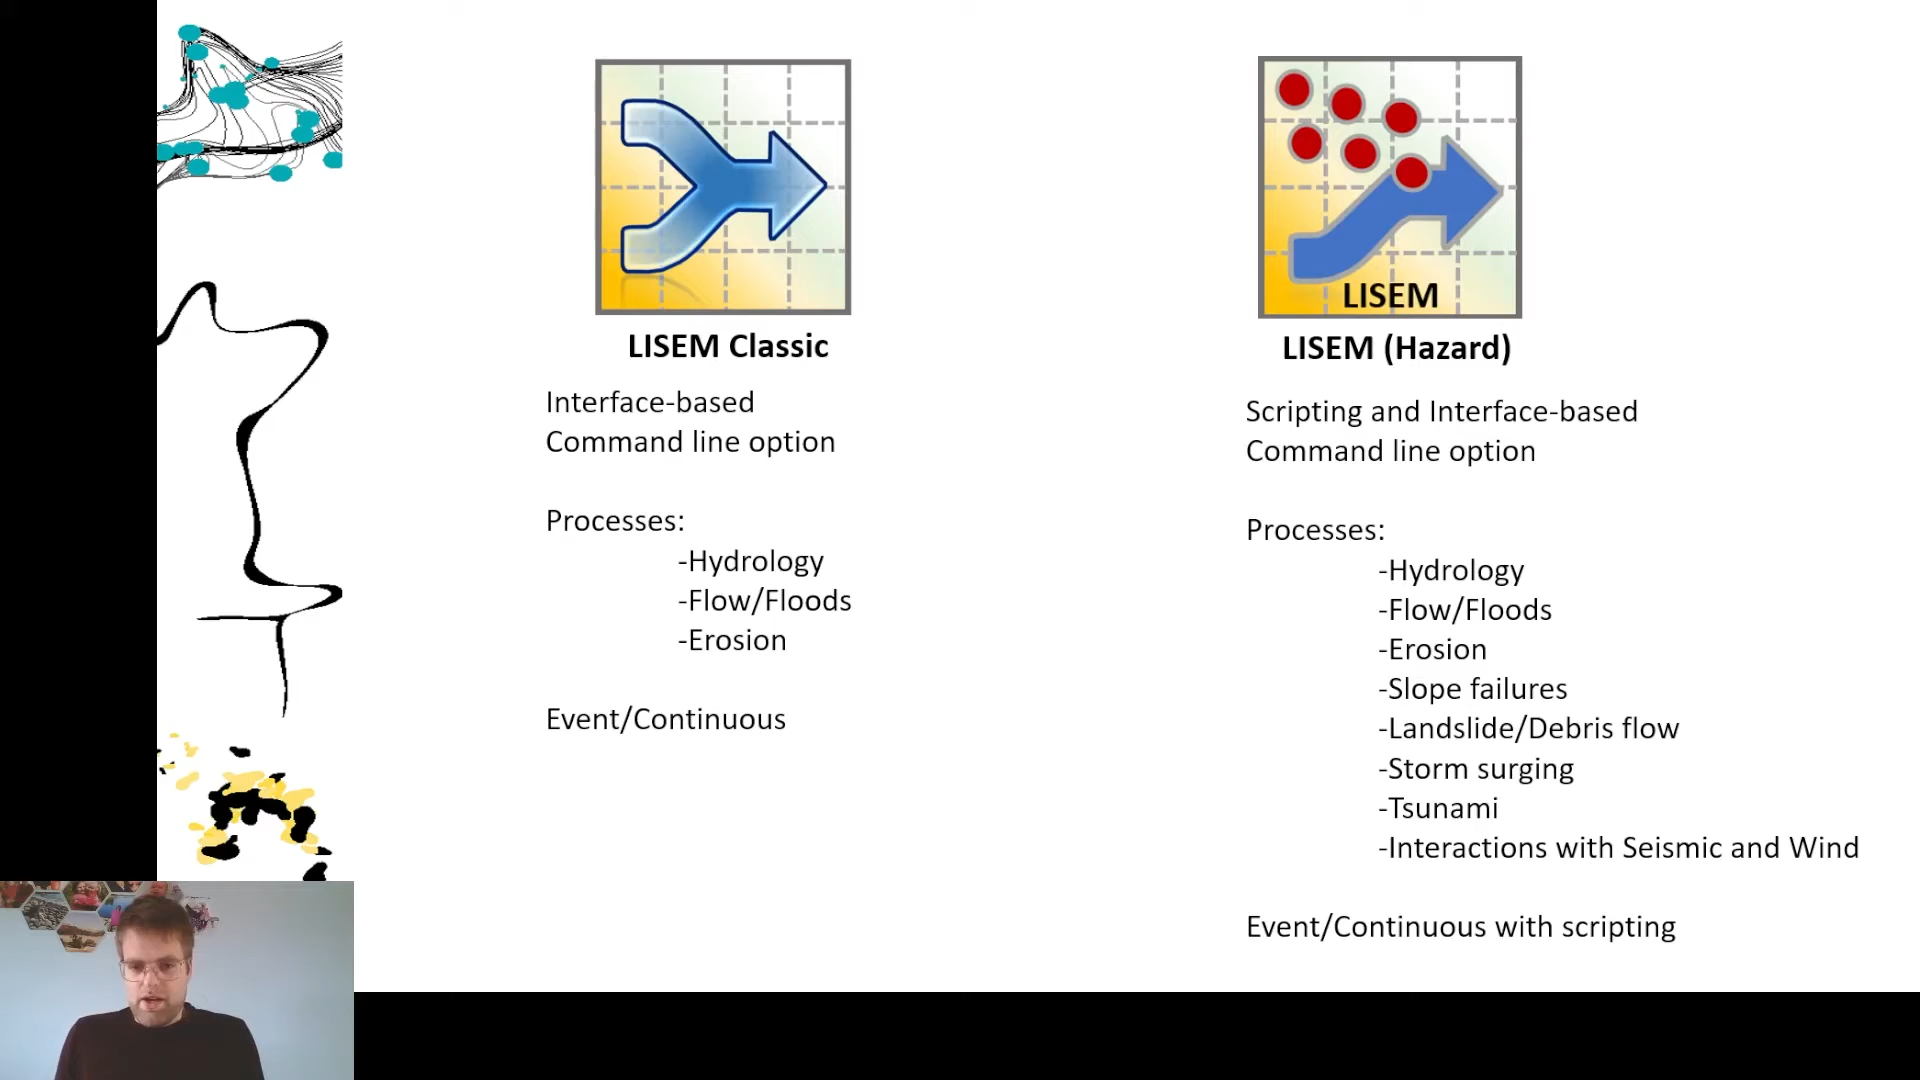 LISEM Classic
Interface-based
Command line option
Processes:
-Hydrology
-Flow/Floods
-Erosion
Event/Continuous
LISEM
LISEM (Hazard)
Scripting and Interface-based
Command line option
Processes:
-Hydrology
-Flow/Floods
-Erosion
-Slope failures
-Landslide/Debris flow
-Storm surging
-Tsunami
-Interactions with Seismic and Wind
Event/Continuous with scripting